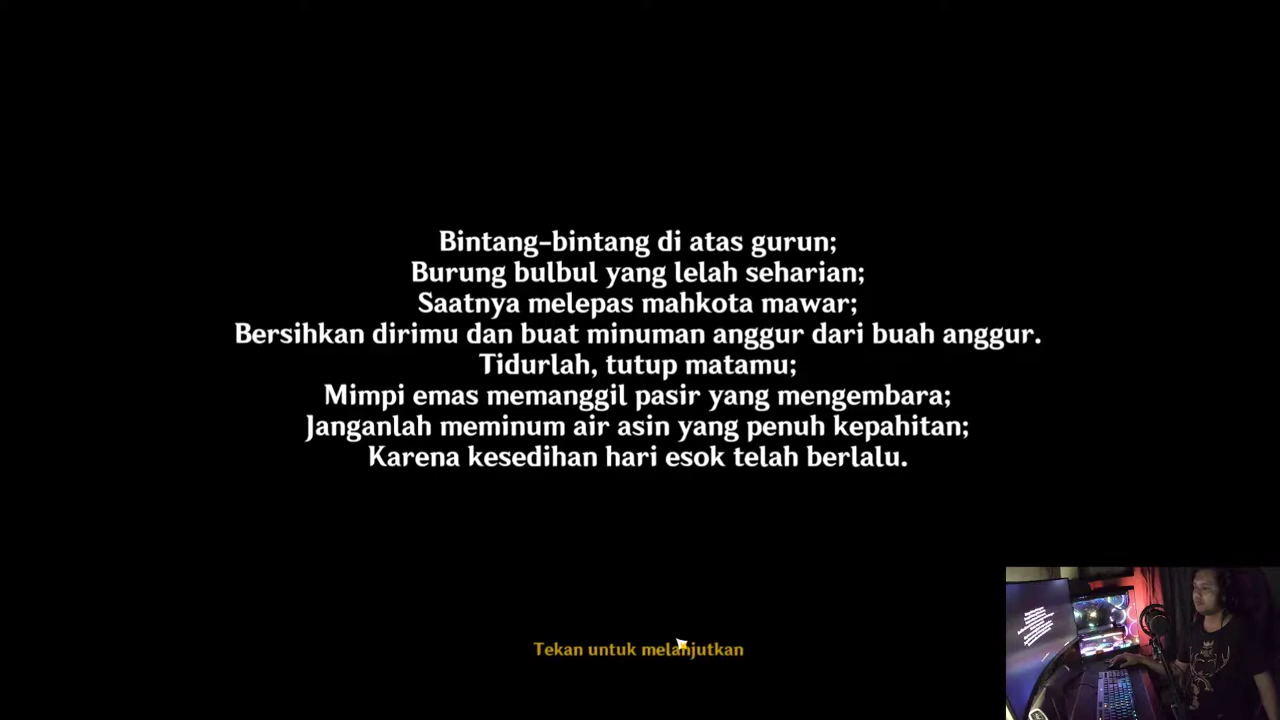 Bintang-bintang di atas gurun;
Burung bulbul yang lelah seharian;
Saatnya melepas mahkota mawar;
Bersihkan dirimu dan buat minuman anggur dari buah anggur.
Tidurlah, tutup matamu;
Mimpi emas memanggil pasir yang mengembara;
Janganlah meminum air asin yang penuh kepahitan;
Karena kesedihan hari esok telah berlalu.
Tekan untuk melanjutkan